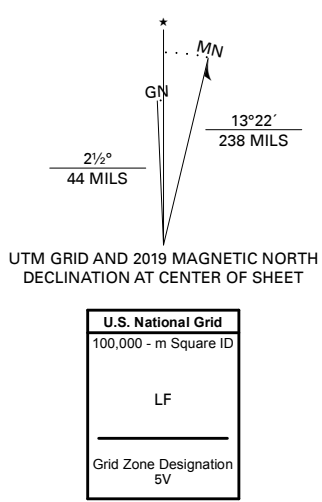 ★
MN
GN
13°22´
238 MILS
2½°
44 MILS
UTM GRID AND 2019 MAGNETIC NORTH
DECLINATION AT CENTER OF SHEET
U.S. National Grid
100,000 - m Square ID
LF
Grid Zone Designation
5V